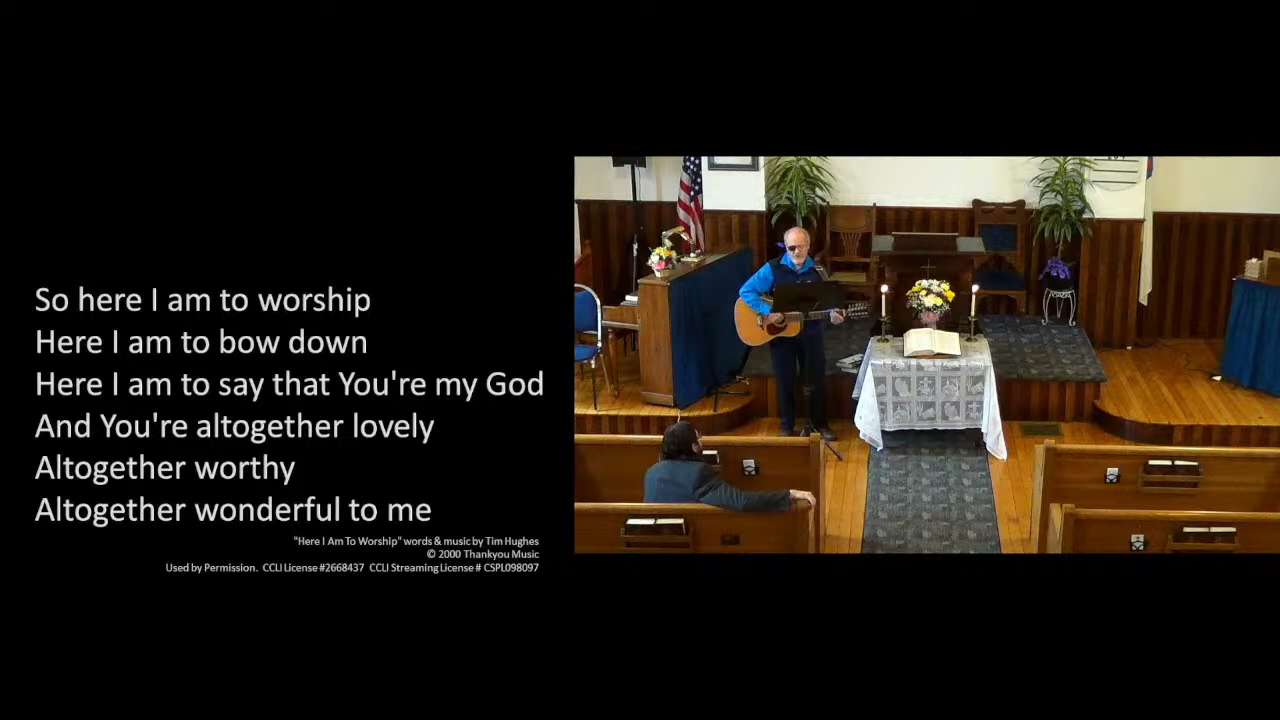 So here I am to worship
Here I am to bow down
Here I am to say that You're my God
And You're altogether lovely
Altogether worthy
Altogether wonderful to me
"Here I Am To Worship" words & music by Tim Hughes
© 2000 Thankyou Music
Used by Permission. CCLI License #2668437 CCLI Streaming License # CSPL098097